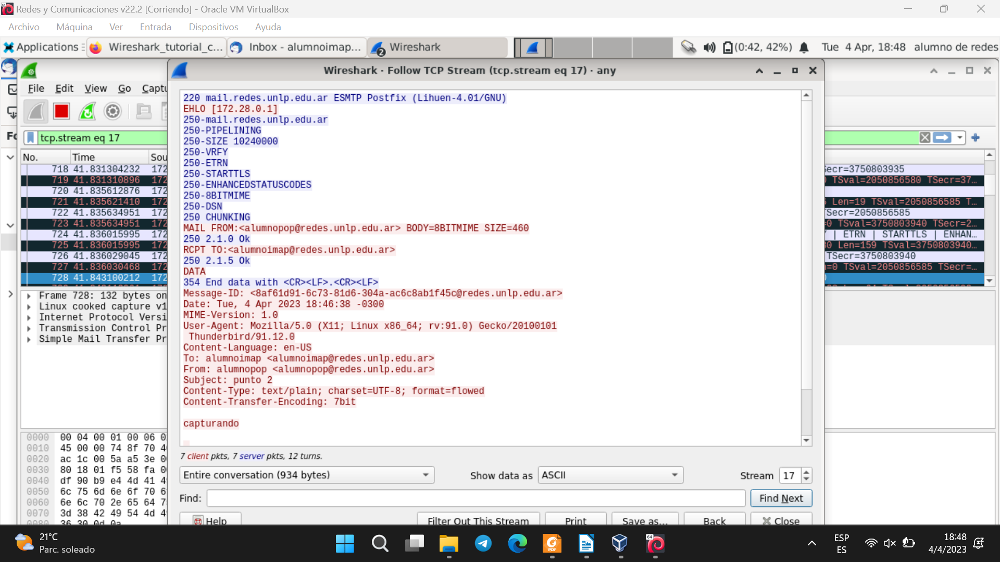 Redes y Comunicaciones v22.2 [Corriendo] - Oracle VM VirtualBox
Archivo Máquina Ver Entrada Dispositivos Ayuda
Applications Wireshark_tutorial_c... Inbox - alumnoimap... 2 Wireshark (0:42, 42%) Tue 4 Apr, 18:48 alumno de redes
Wireshark · Follow TCP Stream (tcp.stream eq 17) · any
File Edit View Go Captu
tcp.stream eq 17
No. Time Sou
718 41.831304232 172
719 41.831310896 172
720 41.835612876 172
721 41.835621410 172
722 41.835634951 172
723 41.835634951 172
724 41.836015995 172
725 41.836015995 172
726 41.836029045 172
727 41.836030468 172
728 41.843100212 172
Secr=3750803935
TSval=2050856580 TSecr=37...
Len=19 TSval=2050856585 T...
Secr=2050856585
=0 TSval=3750803940 TSecr=2...
| ETRN | STARTTLS | ENHAN...
0 Len=159 TSval=3750803940...
TSecr=3750803940
=0 TSval=2050856585 TSecr=...
Frame 728: 132 bytes on
Linux cooked capture v1
Internet Protocol Versi
Transmission Control Pr
Simple Mail Transfer Pr
0000 00 04 00 01 00 06 0
0010 45 00 00 74 8f 70 4
0020 ac 1c 00 5a a5 3e 0
0030 80 18 01 f5 58 fa 0
0040 df 90 b9 e4 4d 41 4
0050 6c 75 6d 6e 6f 70 6
0060 6e 6c 70 2e 65 64 7
0070 3d 38 42 49 54 4d 4
0080 36 30 0d 0a
220 mail.redes.unlp.edu.ar ESMTP Postfix (Lihuen-4.01/GNU)
EHLO [172.28.0.1]
250-mail.redes.unlp.edu.ar
250-PIPELINING
250-SIZE 10240000
250-VRFY
250-ETRN
250-STARTTLS
250-ENHANCEDSTATUSCODES
250-8BITMIME
250-DSN
250 CHUNKING
MAIL FROM:<alumnopop@redes.unlp.edu.ar> BODY=8BITMIME SIZE=460
250 2.1.0 Ok
RCPT TO:<alumnoimap@redes.unlp.edu.ar>
250 2.1.5 Ok
DATA
354 End data with <CR><LF>.<CR><LF>
Message-ID: <8af61d91-6c73-81d6-304a-ac6c8ab1f45c@redes.unlp.edu.ar>
Date: Tue, 4 Apr 2023 18:46:38 -0300
MIME-Version: 1.0
User-Agent: Mozilla/5.0 (X11; Linux x86_64; rv:91.0) Gecko/20100101
Thunderbird/91.12.0
Content-Language: en-US
To: alumnoimap <alumnoimap@redes.unlp.edu.ar>
From: alumnopop <alumnopop@redes.unlp.edu.ar>
Subject: punto 2
Content-Type: text/plain; charset=UTF-8; format=flowed
Content-Transfer-Encoding: 7bit
capturando
7 client pkts, 7 server pkts, 12 turns.
Entire conversation (934 bytes) Show data as ASCII Stream 17
Find: Find Next
Help Filter Out This Stream Print Save as... Back Close
21°C
Parc. soleado
ESP
ES
18:48
4/4/2023